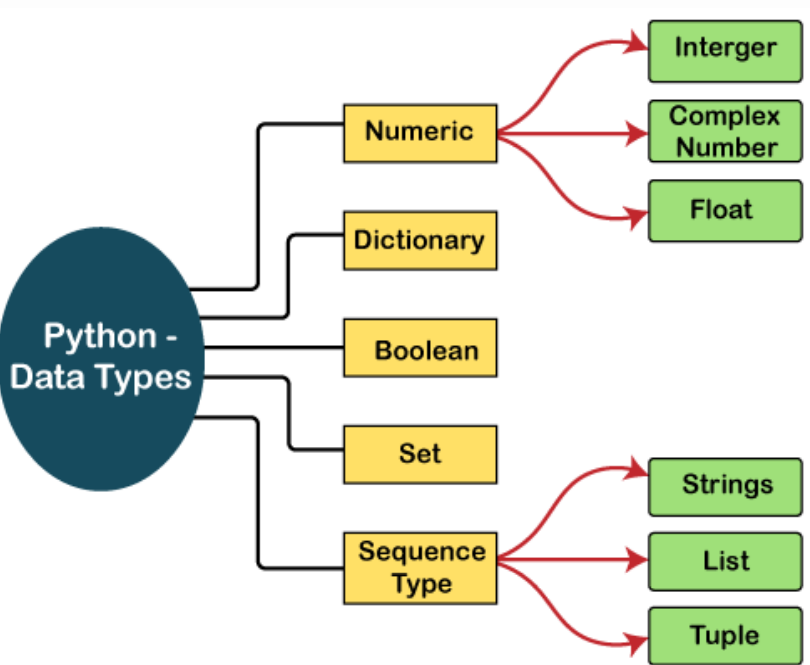 Python -
Data Types
Numeric
Dictionary
Boolean
Set
Sequence
Type
Interger
Complex
Number
Float
Strings
List
Tuple